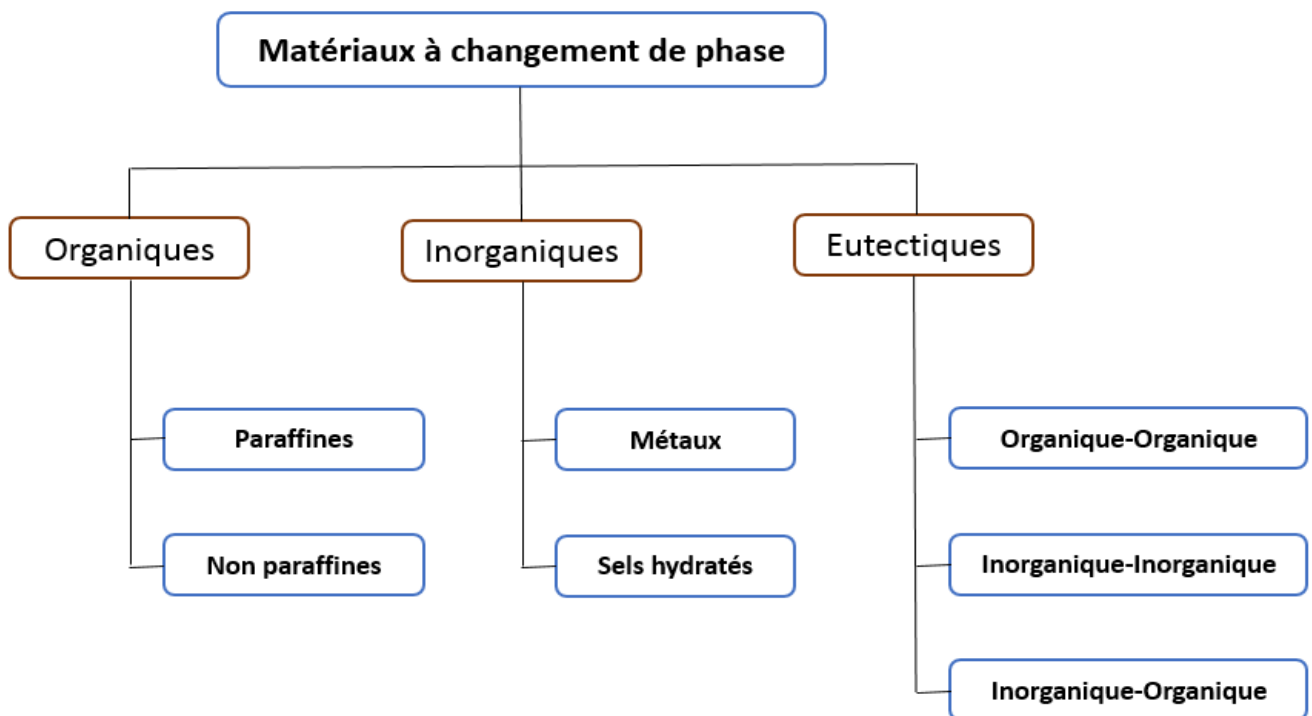 Matériaux à changement de phase
Organiques
Inorganiques
Eutectiques
Paraffines
Métaux
Organique-Organique
Non paraffines
Sels hydratés
Inorganique-Inorganique
Inorganique-Organique